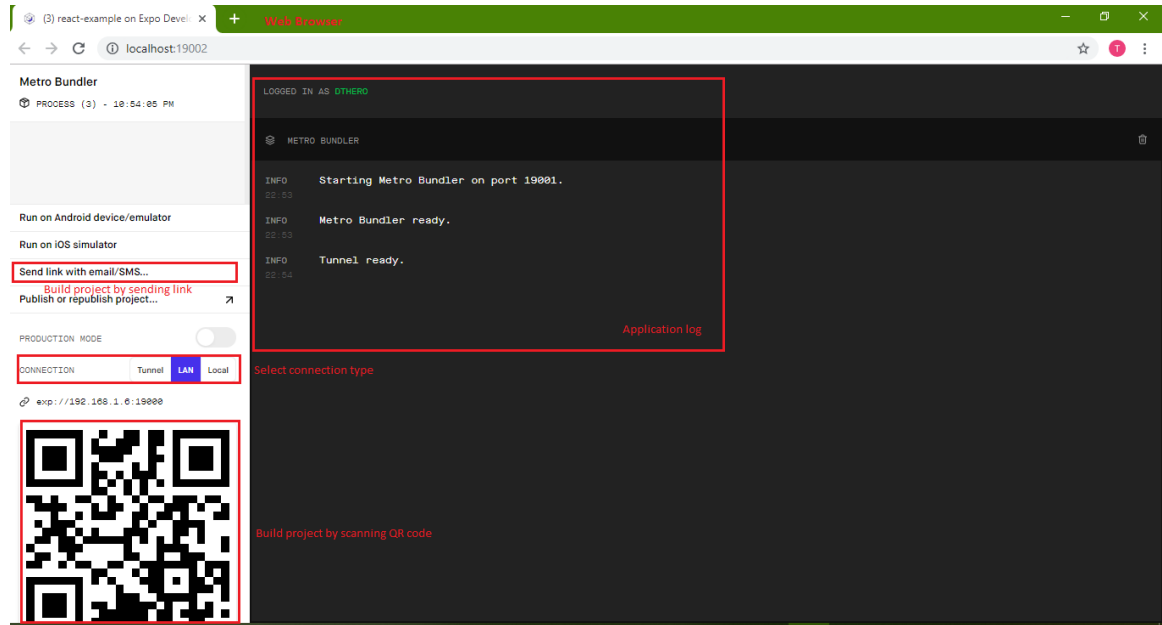 (3) react-example on Expo Devel
Web Browser
localhost:19002
T
Metro Bundler
PROCESS (3) - 10:54:05 PM
Run on Android device/emulator
Run on iOS simulator
Send link with email/SMS...
Build project by sending link
Publish or republish project...
PRODUCTION MODE
CONNECTION Tunnel LAN Local
exp://192.168.1.6:19000
LOGGED IN AS DTHERO
METRO BUNDLER
INFO Starting Metro Bundler on port 19001.
22:53
INFO Metro Bundler ready.
22:53
INFO Tunnel ready.
22:54
Application log
Select connection type
Build project by scanning QR code